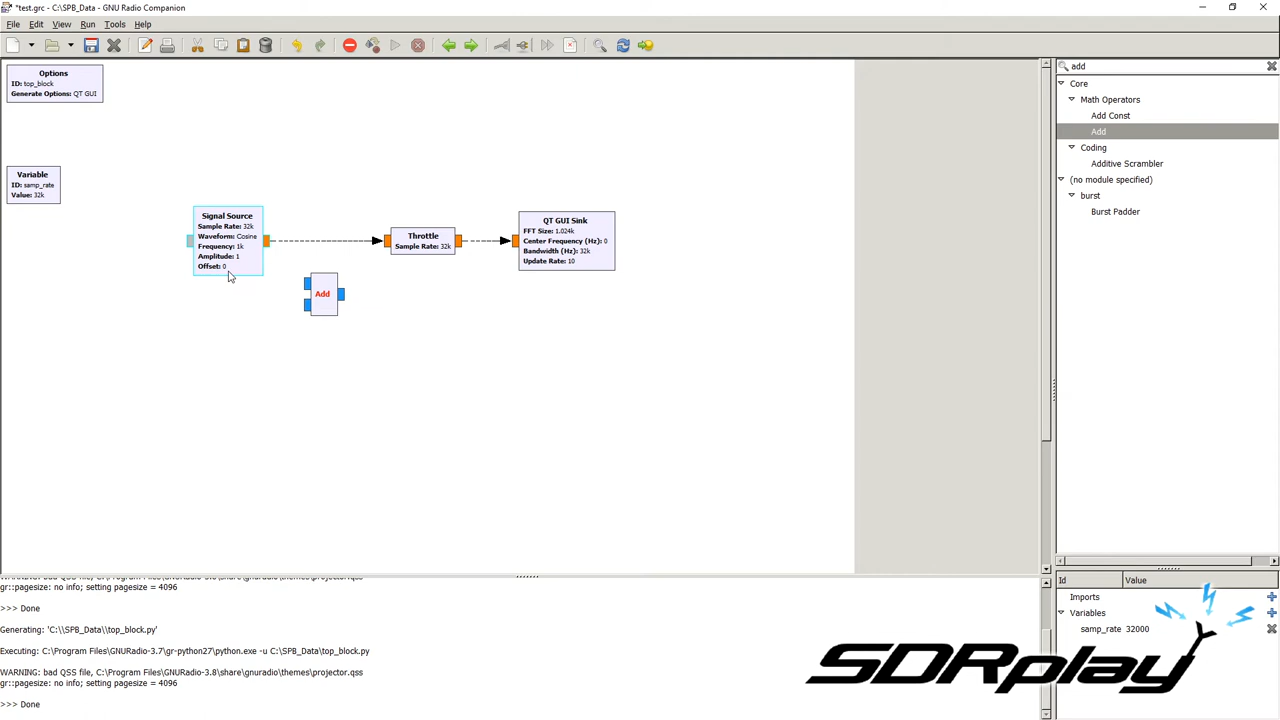 *test.grc - C:\SPB_Data - GNU Radio Companion
File Edit View Run Tools Help
Options
ID: top_block
Generate Options: QT GUI
Variable
ID: samp_rate
Value: 32k
Signal Source
Sample Rate: 32k
Waveform: Cosine
Frequency: 1k
Amplitude: 1
Offset: 0
Add
Throttle
Sample Rate: 32k
QT GUI Sink
FFT Size: 1.024k
Center Frequency (Hz): 0
Bandwidth (Hz): 32k
Update Rate: 10
add
Core
Math Operators
Add Const
Add
Coding
Additive Scrambler
(no module specified)
burst
Burst Padder
gr::pagesize: no info; setting pagesize = 4096
>>> Done
Generating: 'C:\\SPB_Data\\top_block.py'
Executing: C:\Program Files\GNURadio-3.7\gr-python27\python.exe -u C:\SPB_Data\top_block.py
WARNING: bad QSS file, C:\Program Files\GNURadio-3.8\share\gnuradio\themes\projector.qss
gr::pagesize: no info; setting pagesize = 4096
>>> Done
Id Value
Imports
Variables
samp_rate 32000
SDRplay